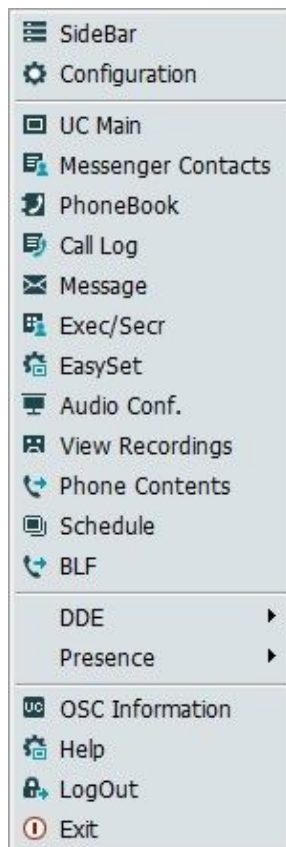 SideBar
Configuration
UC Main
Messenger Contacts
PhoneBook
Call Log
Message
Exec/Secr
EasySet
Audio Conf.
View Recordings
Phone Contents
Schedule
BLF
DDE
Presence
UC OSC Information
Help
LogOut
Exit